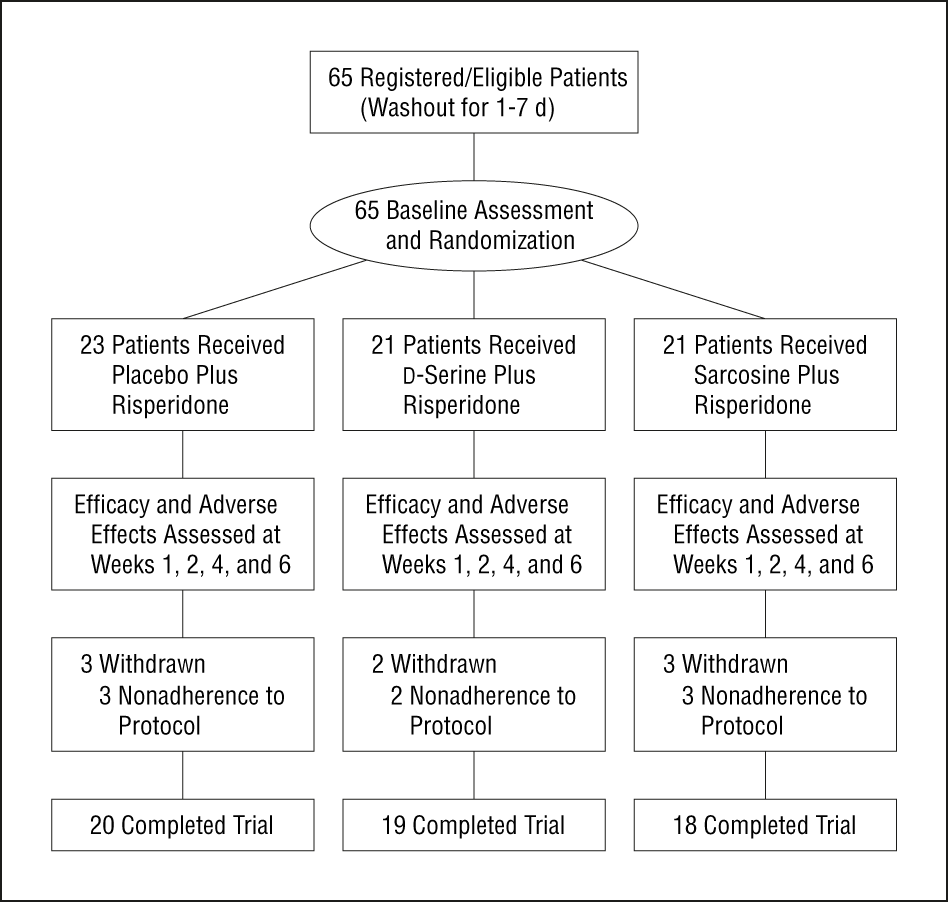 65 Registered/Eligible Patients
(Washout for 1-7 d)
65 Baseline Assessment
and Randomization
23 Patients Received
Placebo Plus
Risperidone
21 Patients Received
D-Serine Plus
Risperidone
21 Patients Received
Sarcosine Plus
Risperidone
Efficacy and Adverse
Effects Assessed at
Weeks 1, 2, 4, and 6
Efficacy and Adverse
Effects Assessed at
Weeks 1, 2, 4, and 6
Efficacy and Adverse
Effects Assessed at
Weeks 1, 2, 4, and 6
3 Withdrawn
3 Nonadherence to
Protocol
2 Withdrawn
2 Nonadherence to
Protocol
3 Withdrawn
3 Nonadherence to
Protocol
20 Completed Trial
19 Completed Trial
18 Completed Trial